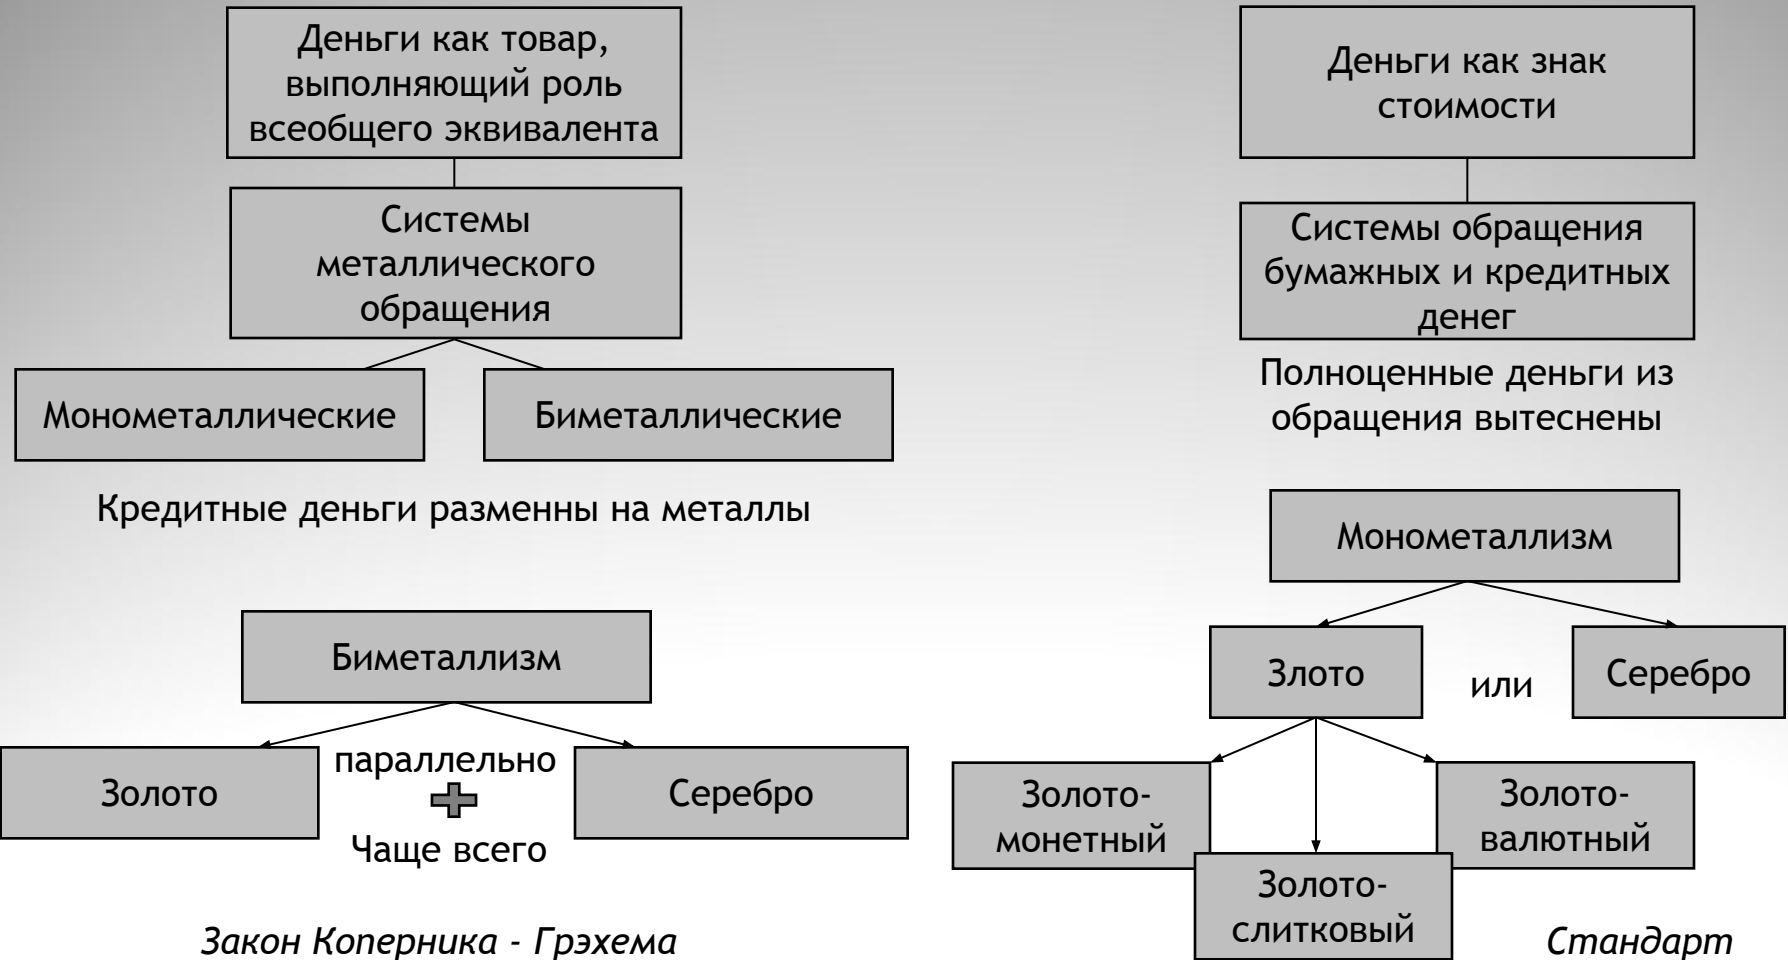 Деньги как товар,
выполняющий роль
всеобщего эквивалента
Системы
металлического
обращения
Монометаллические
Биметаллические
Кредитные деньги разменны на металлы
Биметаллизм
Золото
параллельно
Чаще всего
Серебро
Закон Коперника - Грэхема
Деньги как знак
стоимости
Системы обращения
бумажных и кредитных
денег
Полноценные деньги из
обращения вытеснены
Монометаллизм
Злото
или
Серебро
Золото-
монетный
Золото-
слитковый
Золото-
валютный
Стандарт